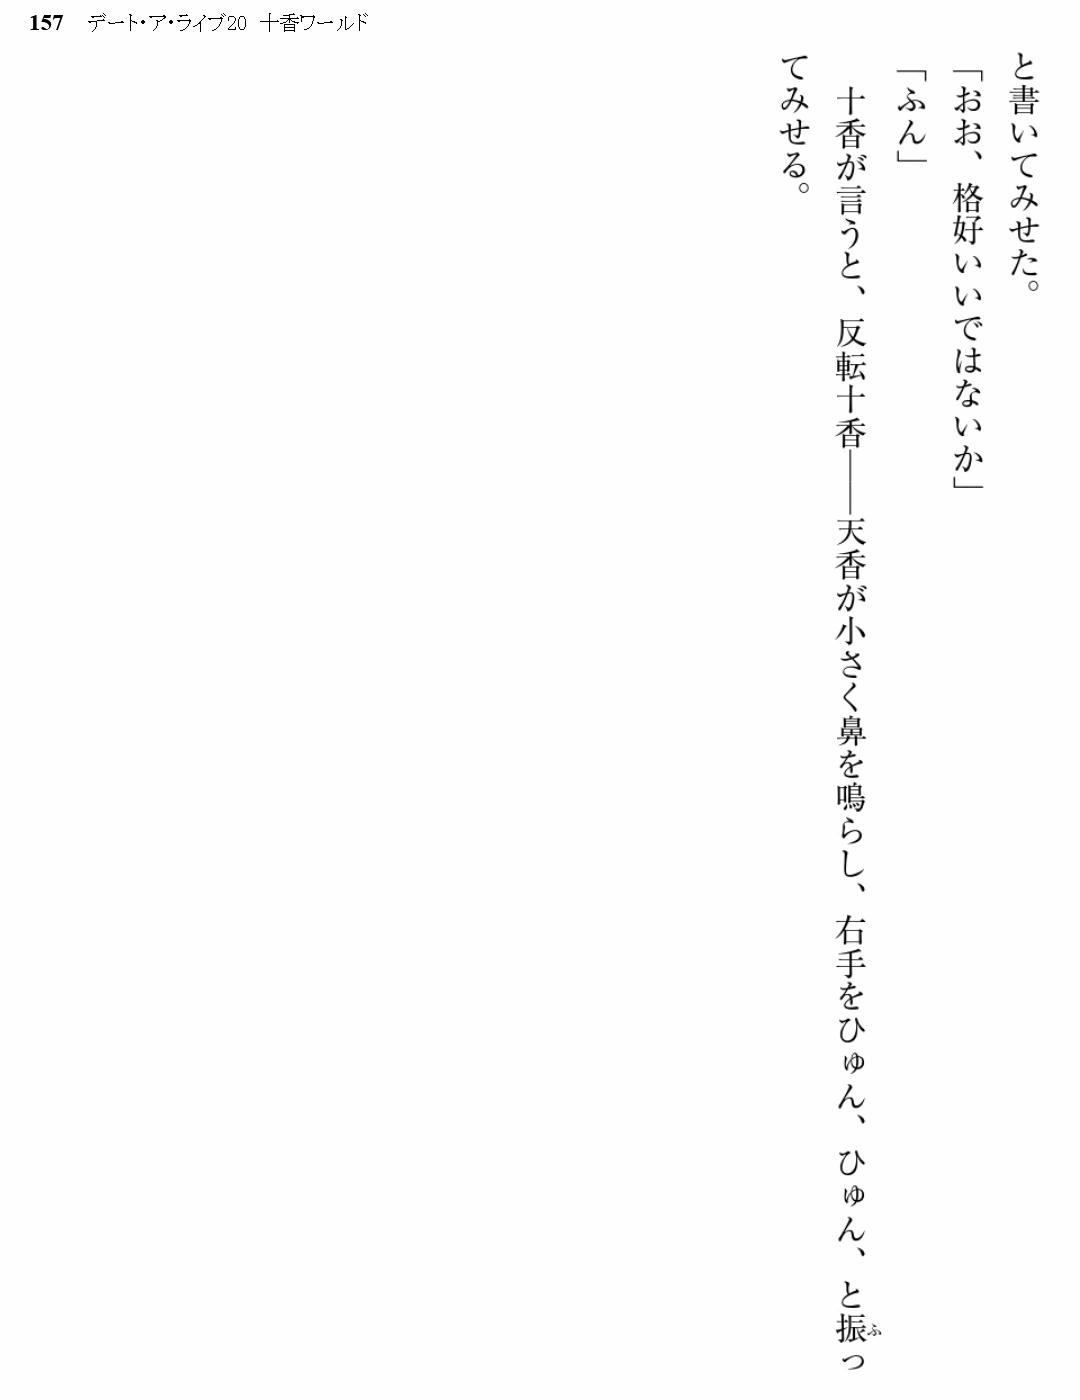 157 デート・ア・ライブ20 十香ワールド
と書いてみせた。
「おお、格好いいではないか」
「ふん」
十香が言うと、反転十香――天香が小さく鼻を鳴らし、右手をひゅん、ひゅん、と振っ
てみせる。